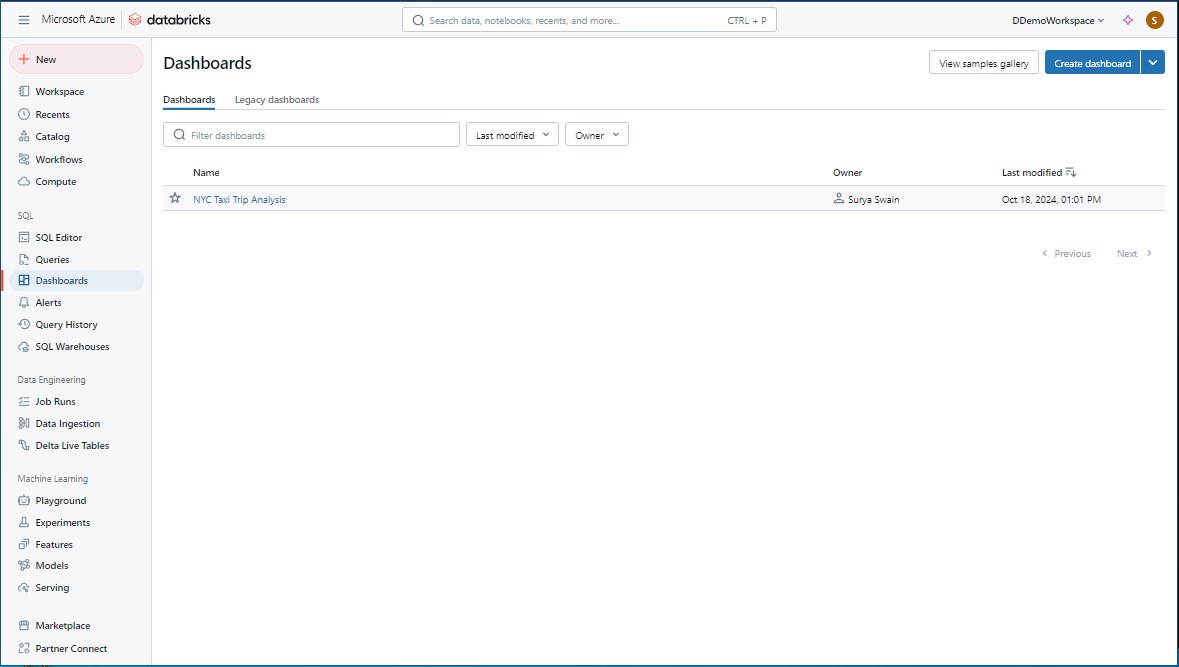 Microsoft Azure databricks Search data, notebooks, recents, and more... CTRL + P DDemoWorkspace S
New
Workspace
Recents
Catalog
Workflows
Compute
SQL
SQL Editor
Queries
Dashboards
Alerts
Query History
SQL Warehouses
Data Engineering
Job Runs
Data Ingestion
Delta Live Tables
Machine Learning
Playground
Experiments
Features
Models
Serving
Marketplace
Partner Connect
Dashboards View samples gallery Create dashboard
Dashboards Legacy dashboards
Filter dashboards Last modified Owner
Name Owner Last modified
NYC Taxi Trip Analysis Surya Swain Oct 18, 2024, 01:01 PM
Previous Next